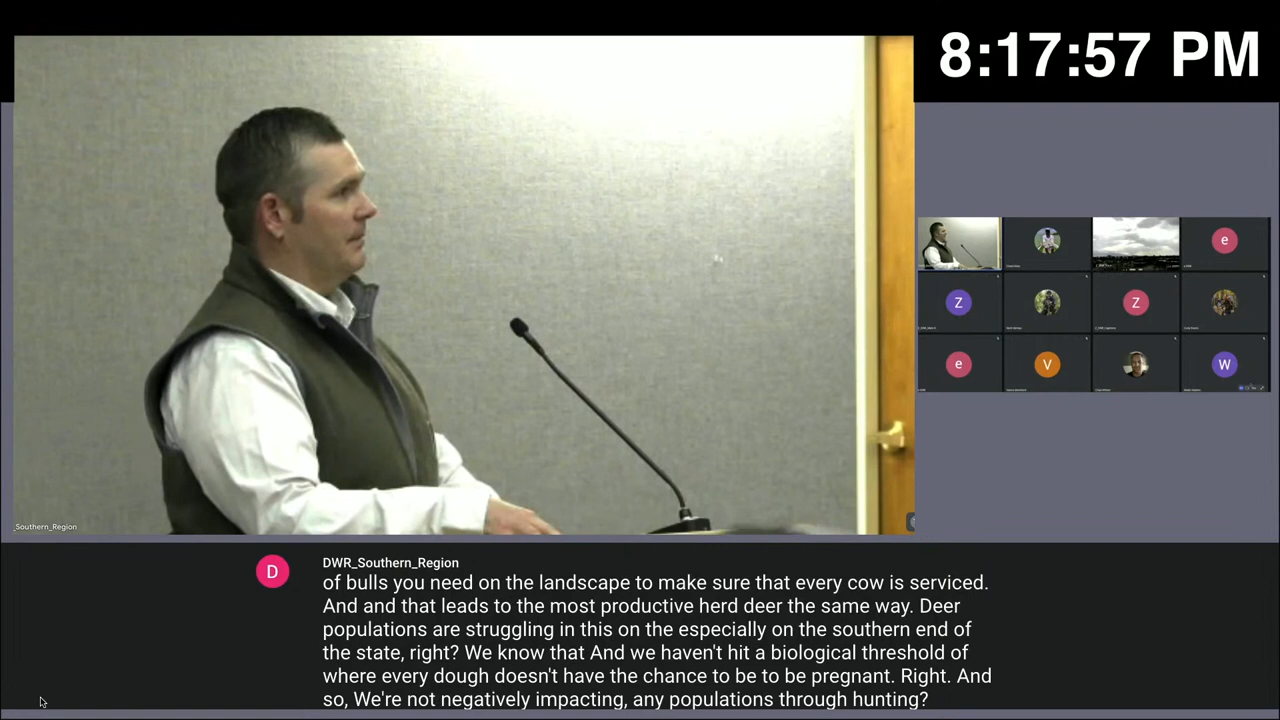 8:17:57 PM
e
Z
Z
e
V
W
_Southern_Region
D
DWR_Southern_Region
of bulls you need on the landscape to make sure that every cow is serviced.
And and that leads to the most productive herd deer the same way. Deer
populations are struggling in this on the especially on the southern end of
the state, right? We know that And we haven't hit a biological threshold of
where every dough doesn't have the chance to be to be pregnant. Right. And
so, We're not negatively impacting, any populations through hunting?